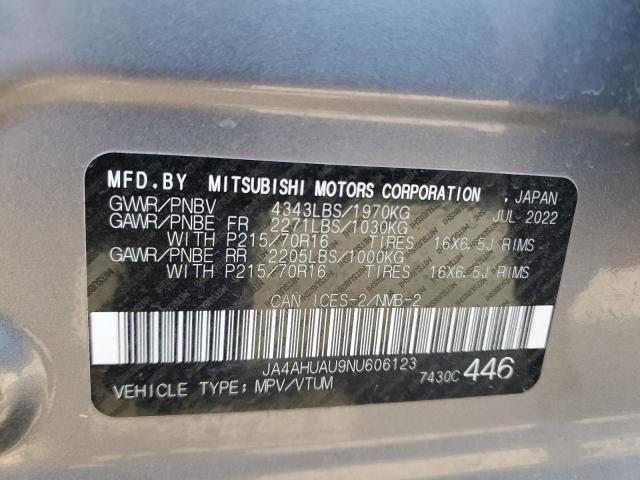 MFD.BY MITSUBISHI MOTORS CORPORATION , JAPAN
GVWR/PNBV 4343LBS/1970KG JUL-2022
GAWR/PNBE FR 2271LBS/1030KG
WITH P215/70R16 TIRES 16X6.5J RIMS
GAWR/PNBE RR 2205LBS/1000KG
WITH P215/70R16 TIRES 16X6.5J RIMS
CAN ICES-2/NMB-2
JA4AHUAU9NU606123
VEHICLE TYPE: MPV/VTUM 7430C 446